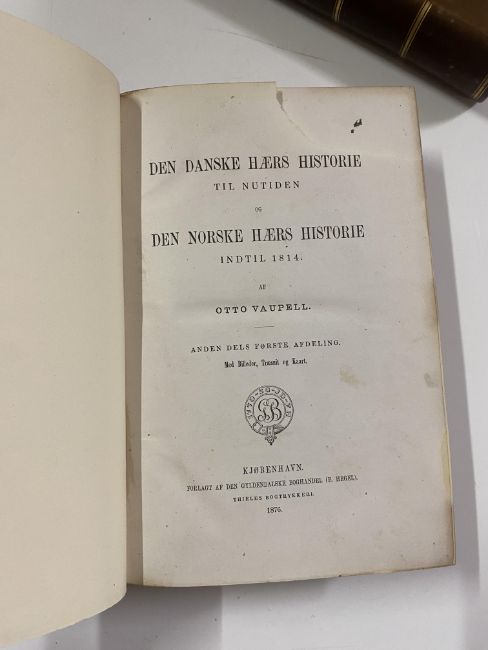 DEN DANSKE HÆRS HISTORIE
TIL NUTIDEN
OG
DEN NORSKE HÆRS HISTORIE
INDTIL 1814.
AF
OTTO VAUPELL.
ANDEN DELS FØRSTE AFDELING.
Med Billeder, Træsnit og Kaart.
KJØBENHAVN.
FORLAGT AF DEN GYLDENDALSKE BOGHANDEL (F. HEGEL).
THIELES BOGTRYKKERI.
1876.